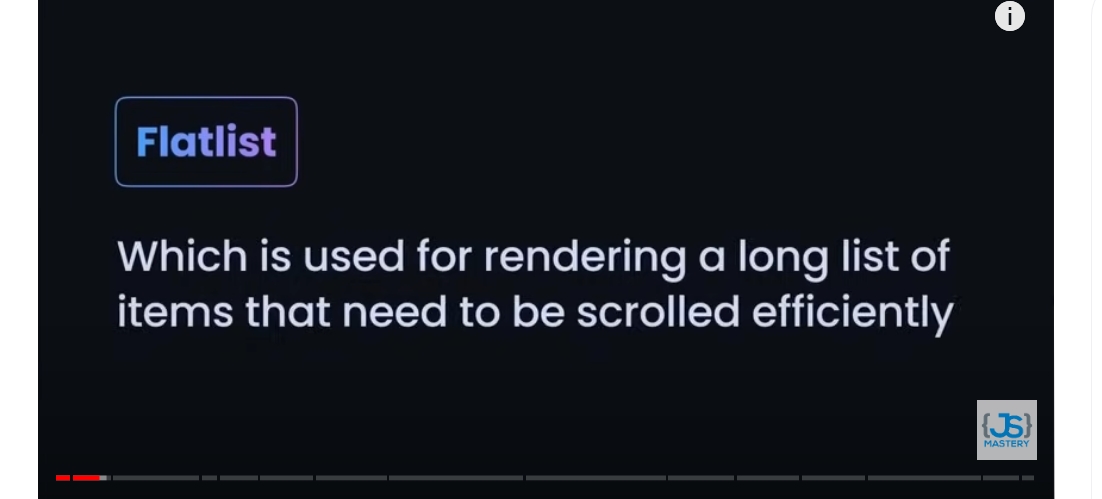 Flatlist
Which is used for rendering a long list of
items that need to be scrolled efficiently
{JS}
MASTERY